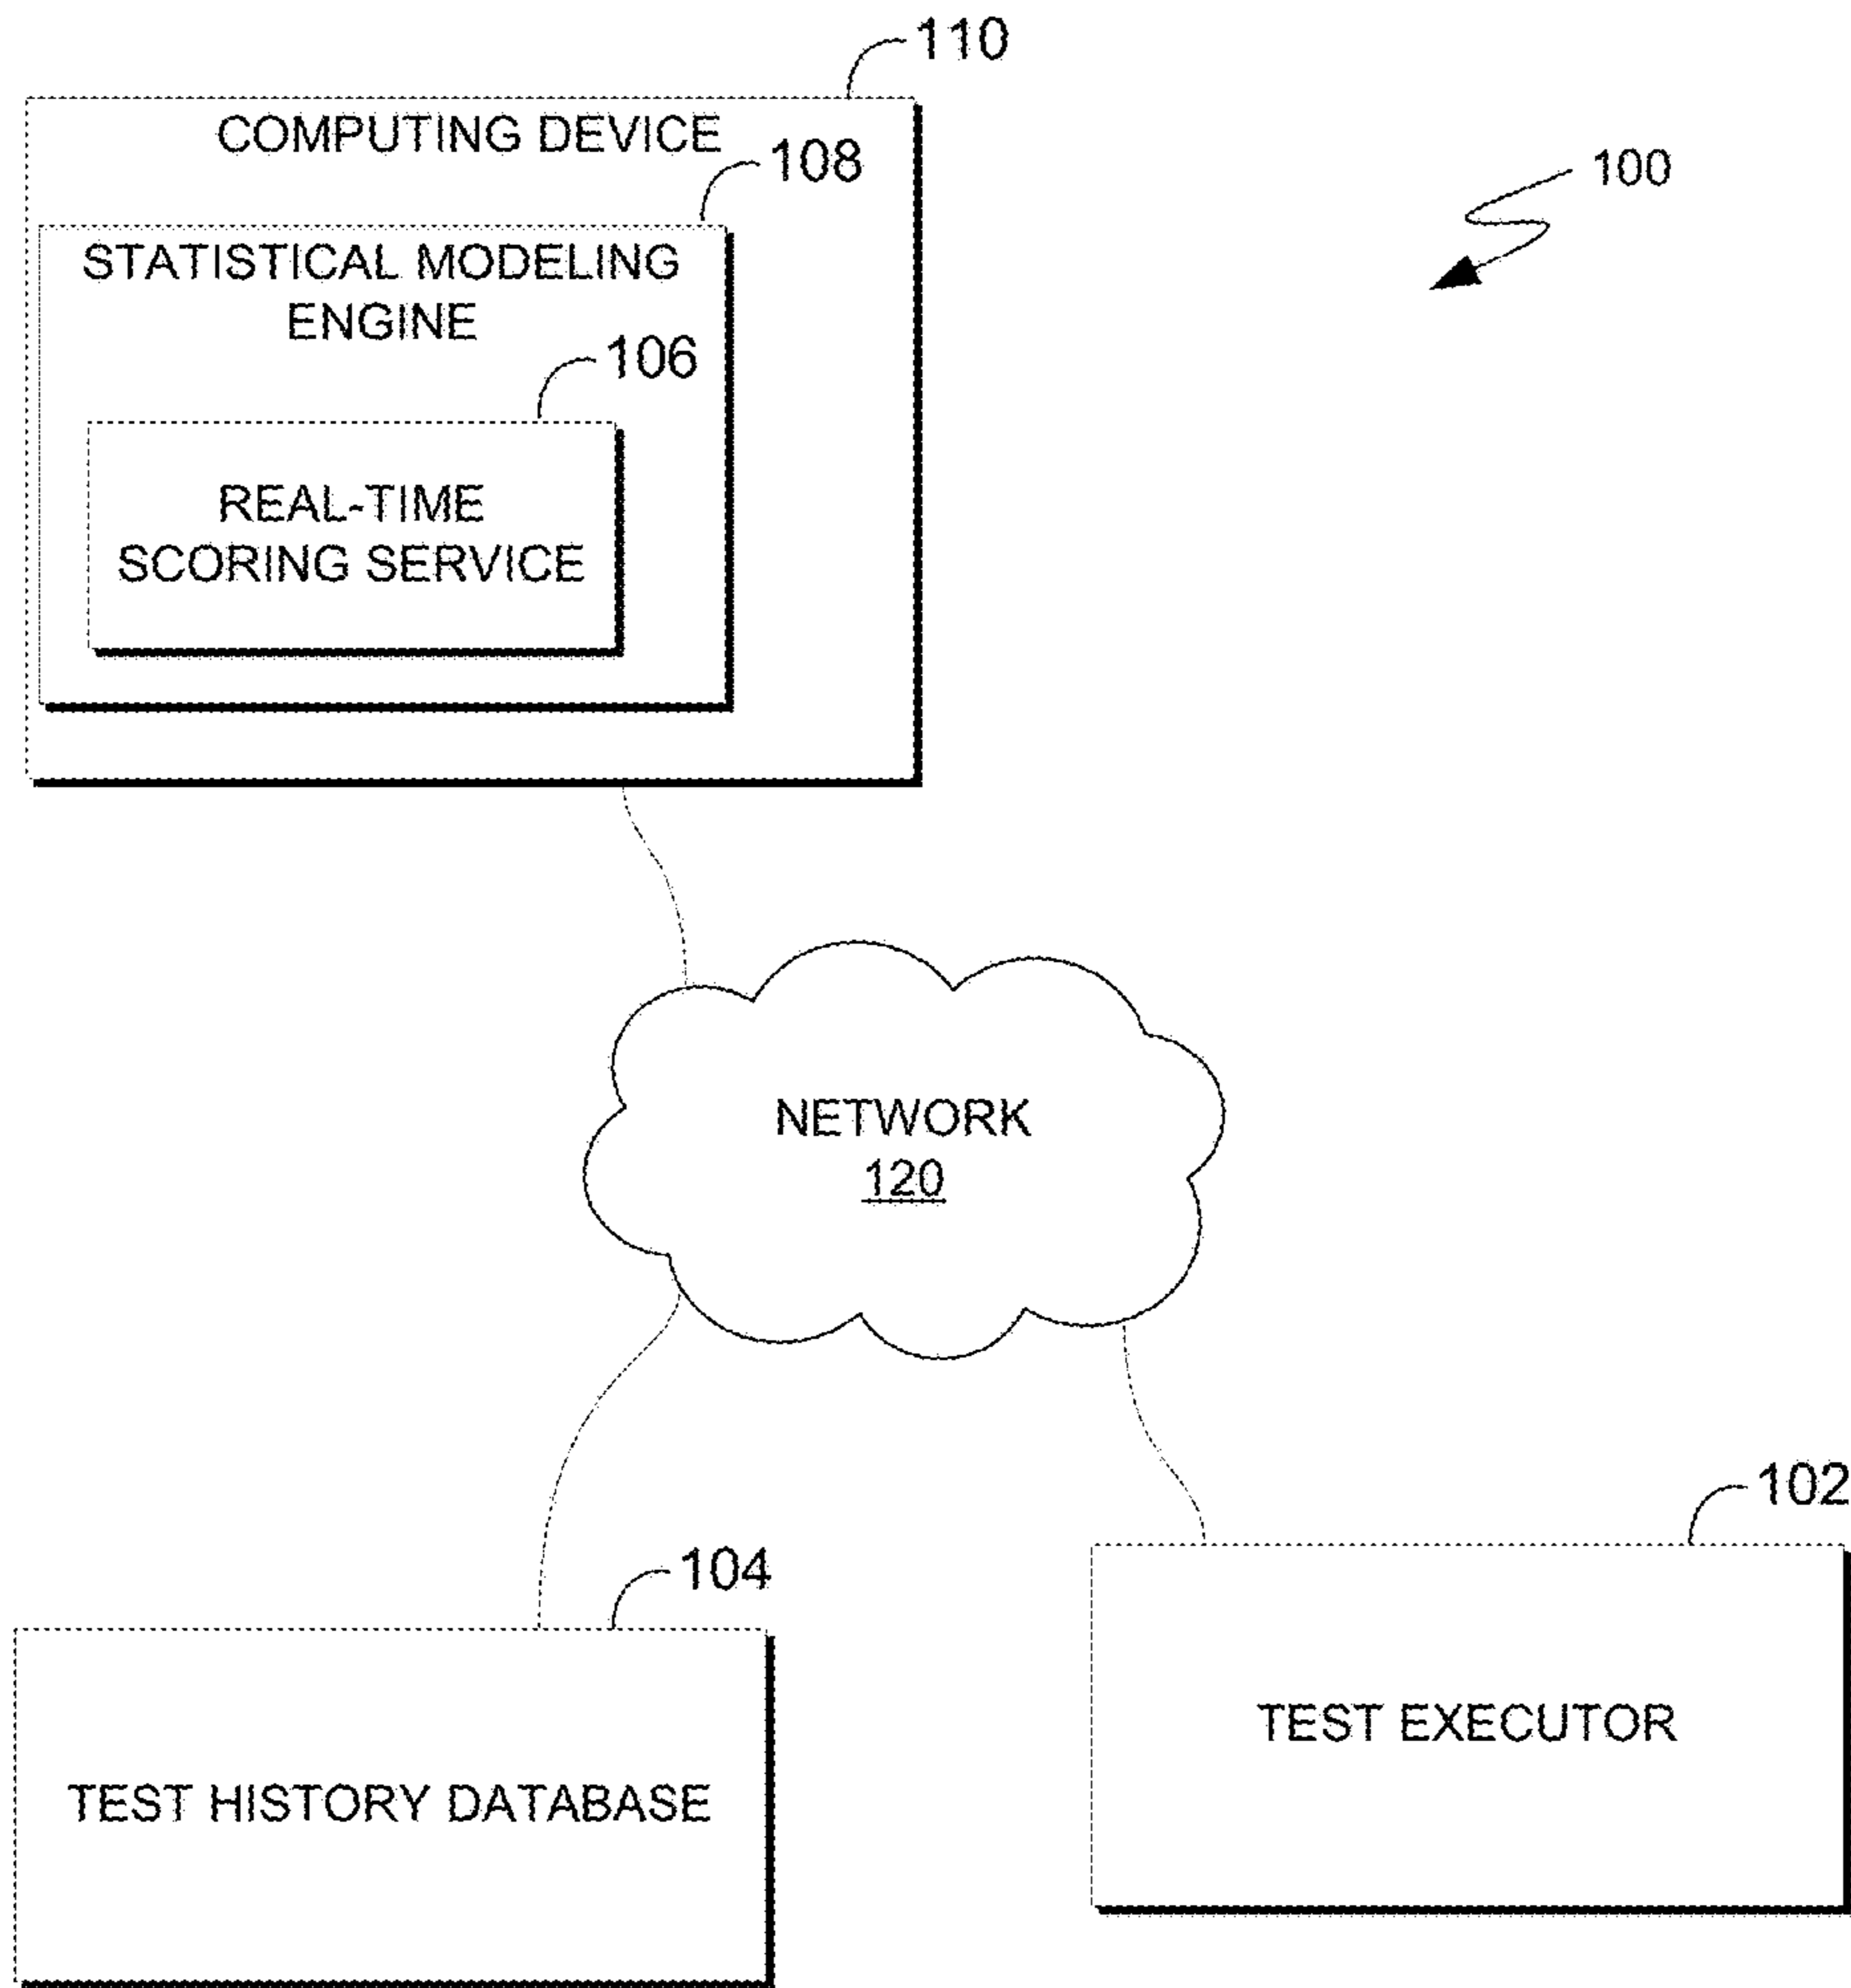 110
COMPUTING DEVICE
108
100
STATISTICAL MODELING
ENGINE
106
REAL-TIME
SCORING SERVICE
NETWORK
120
102
104
TEST EXECUTOR
TEST HISTORY DATABASE